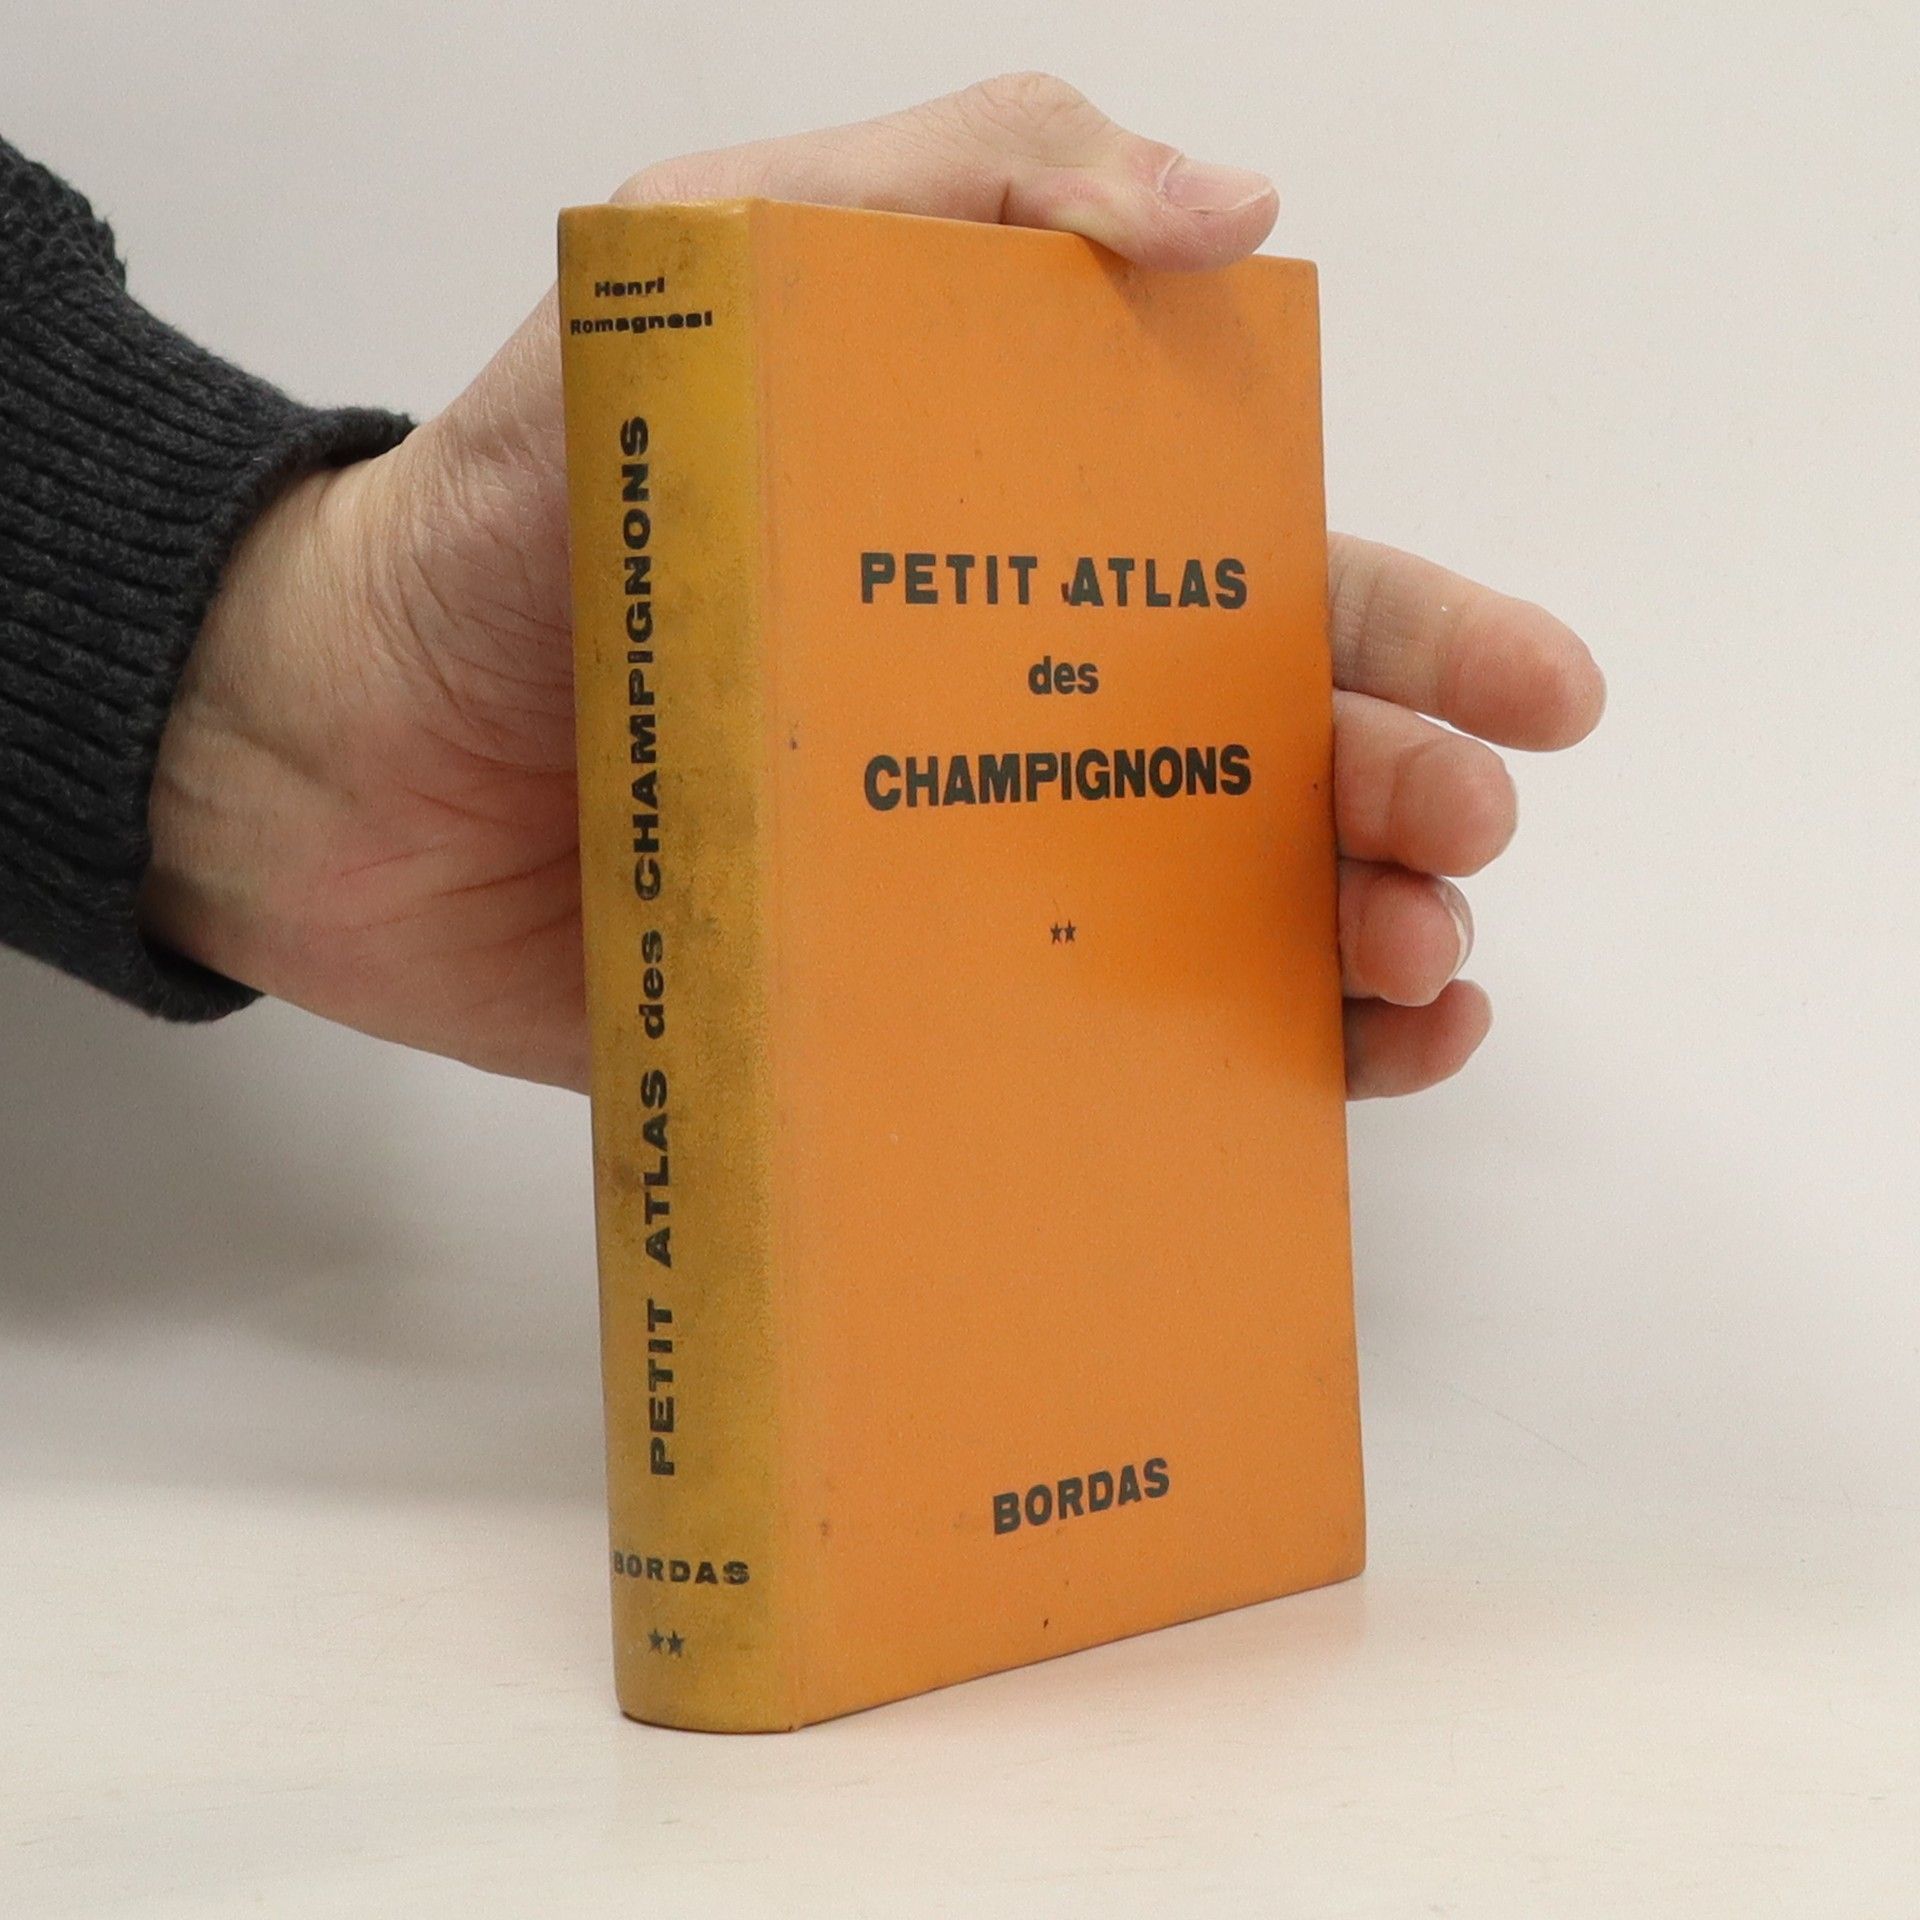 Henri
Romagnesi
PETIT ATLAS des CHAMPIGNONS
BORDAS
★★
PETIT ATLAS
des
CHAMPIGNONS
★★
BORDAS